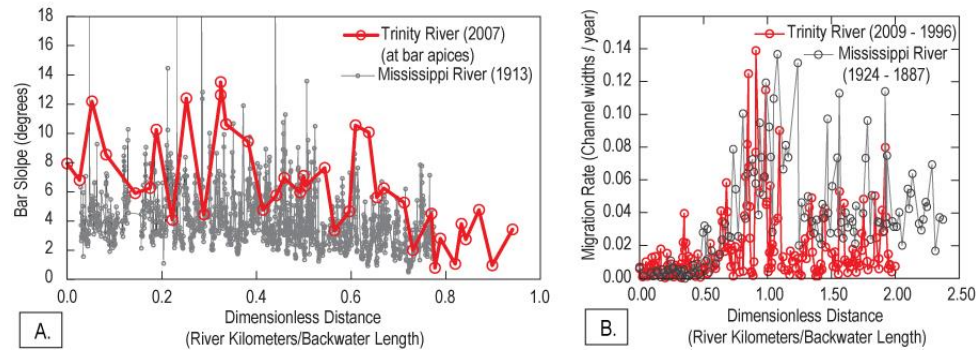 A.
Bar Slolpe (degrees)
18
16
14
12
10
8
6
4
2
0
0.0 0.2 0.4 0.6 0.8 1.0
Trinity River (2007)
(at bar apices)
Mississippi River (1913)
Dimensionless Distance
(River Kilometers/Backwater Length)
B.
Migration Rate (Channel widths / year)
0.14
0.12
0.10
0.08
0.06
0.04
0.02
0.00
0.00 0.50 1.00 1.50 2.00 2.50
Trinity River (2009 - 1996)
Mississippi River
(1924 - 1887)
Dimensionless Distance
(River Kilometers/Backwater Length)